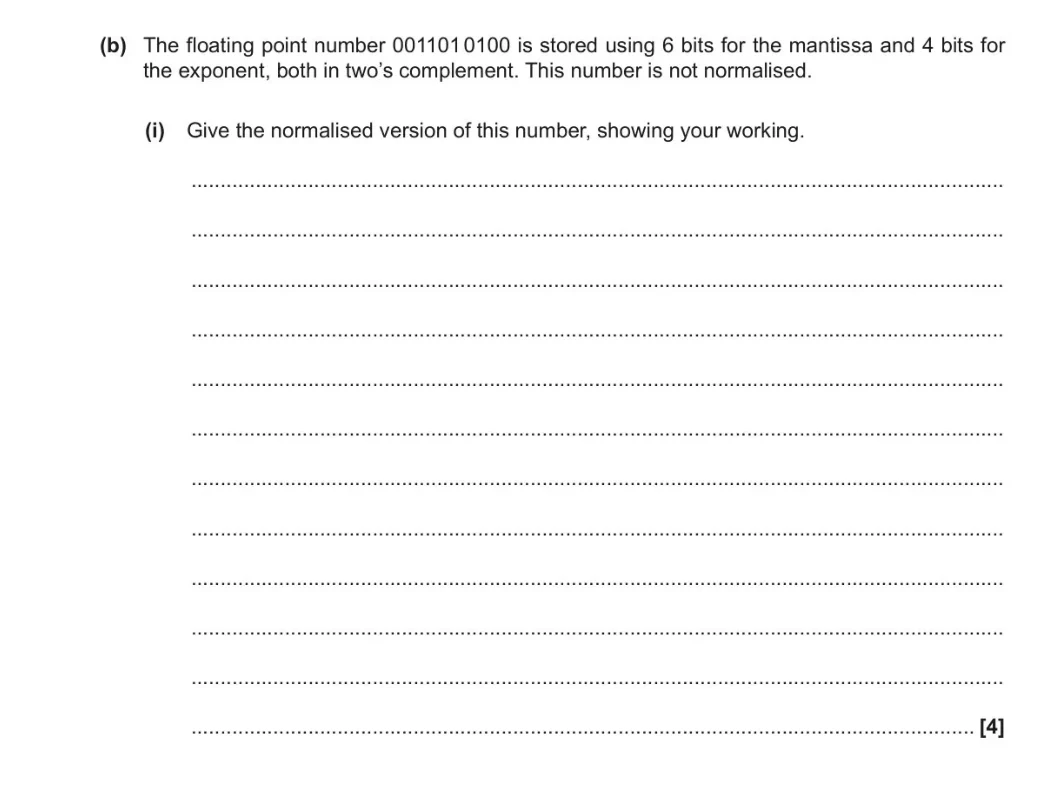 (b) The floating point number 001101 0100 is stored using 6 bits for the mantissa and 4 bits for
the exponent, both in two’s complement. This number is not normalised.
(i) Give the normalised version of this number, showing your working.
[4]